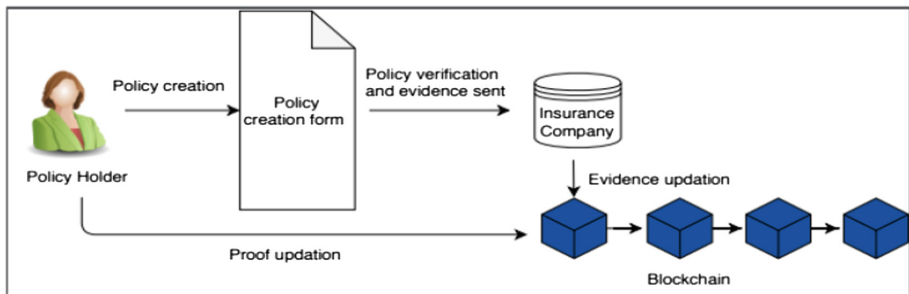 Policy creation
Policy Holder
Policy
creation form
Policy verification
and evidence sent
Insurance
Company
Evidence updation
Proof updation
Blockchain